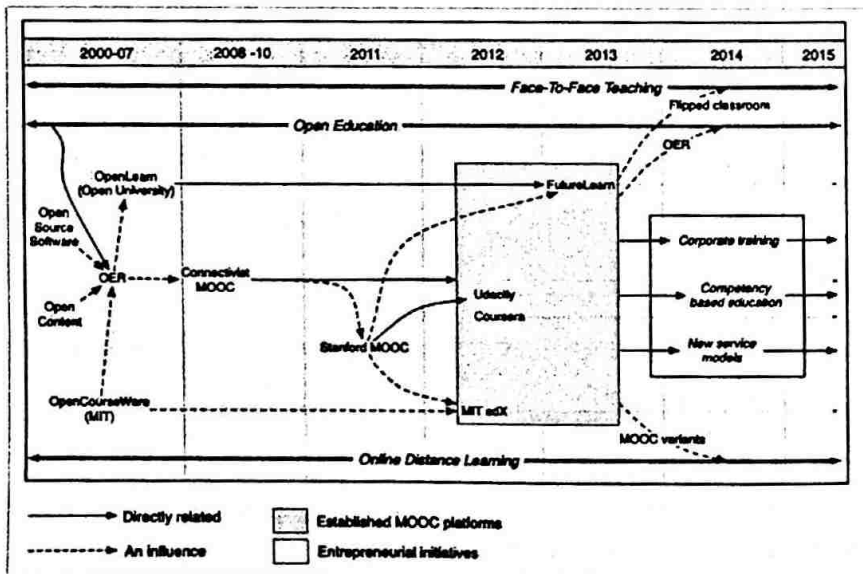 2000-07 2008 -10 2011 2012 2013 2014 2015
Face-To-Face Teaching
Flipped classroom
Open Education
OER
OpenLearn
(Open University)
FutureLearn
Open
Source
Software
Corporate training
OER
Connectivist
MOOC
Udacity
Coursera
Competency
based education
Open
Content
Stanford MOOC
New service
models
OpenCourseWare
(MIT)
MIT edX
MOOC variants
Online Distance Learning
Directly related
Established MOOC platforms
An influence
Entrepreneurial initiatives